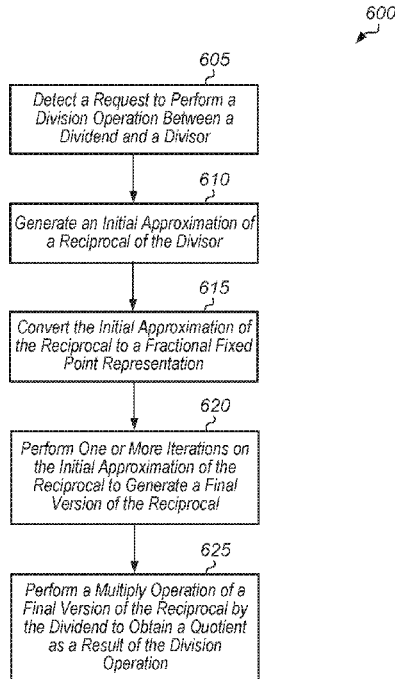 600
605
Detect a Request to Perform a
Division Operation Between a
Dividend and a Divisor
610
Generate an Initial Approximation of
a Reciprocal of the Divisor
615
Convert the Initial Approximation of
the Reciprocal to a Fractional Fixed
Point Representation
620
Perform One or More Iterations on
the Initial Approximation of the
Reciprocal to Generate a Final
Version of the Reciprocal
625
Perform a Multiply Operation of a
Final Version of the Reciprocal by
the Dividend to Obtain a Quotient
as a Result of the Division
Operation